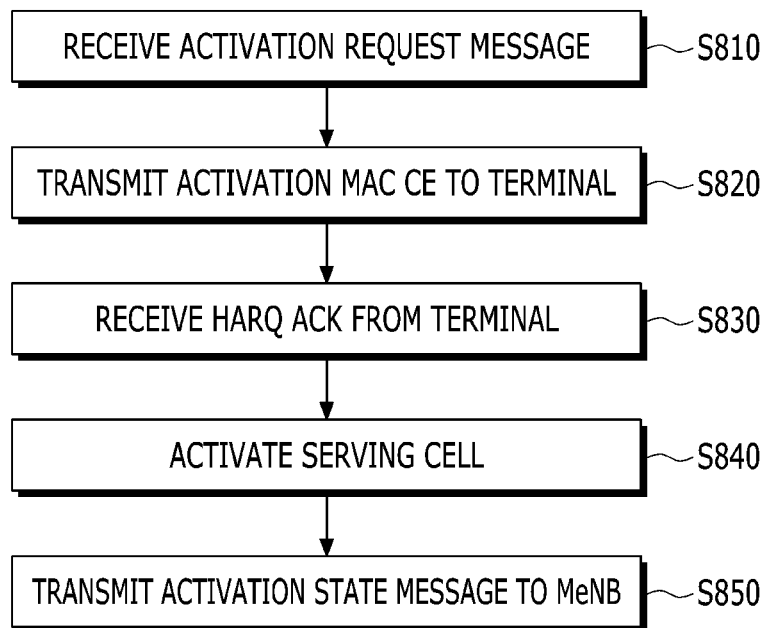 RECEIVE ACTIVATION REQUEST MESSAGE S810
TRANSMIT ACTIVATION MAC CE TO TERMINAL S820
RECEIVE HARQ ACK FROM TERMINAL S830
ACTIVATE SERVING CELL S840
TRANSMIT ACTIVATION STATE MESSAGE TO MeNB S850